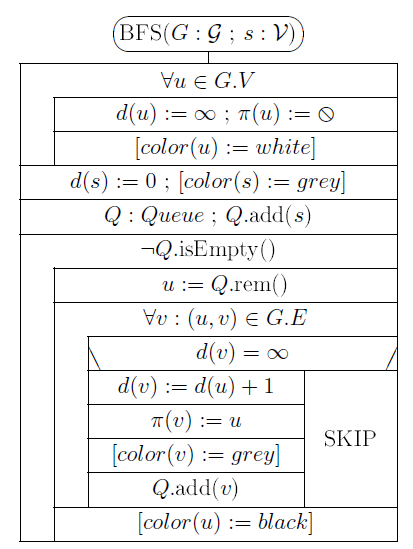 BFS(G : 𝒢 ; s : 𝒱)
∀u ∈ G.V
d(u) := ∞ ; π(u) := ⦸
[color(u) := white]
d(s) := 0 ; [color(s) := grey]
Q : Queue ; Q.add(s)
¬Q.isEmpty()
u := Q.rem()
∀v : (u, v) ∈ G.E
d(v) = ∞
d(v) := d(u) + 1
π(v) := u
[color(v) := grey]
Q.add(v)
SKIP
[color(u) := black]